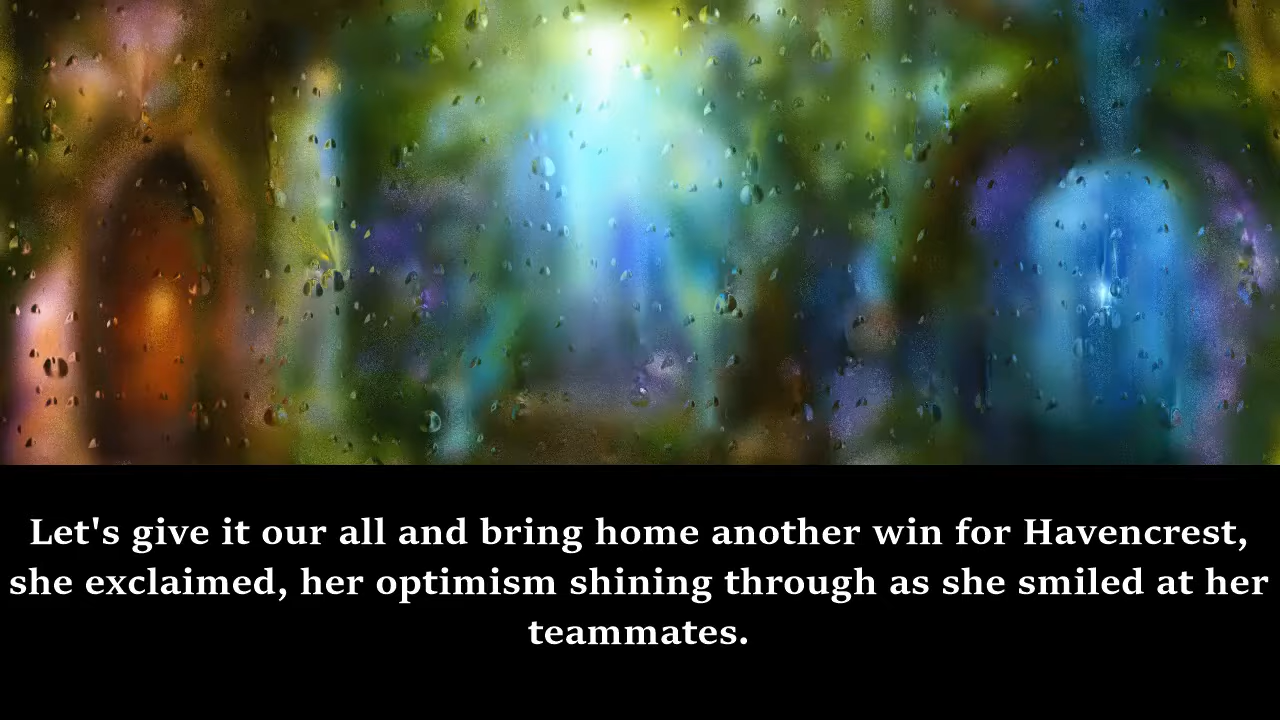 Let's give it our all and bring home another win for Havencrest,
she exclaimed, her optimism shining through as she smiled at her
teammates.